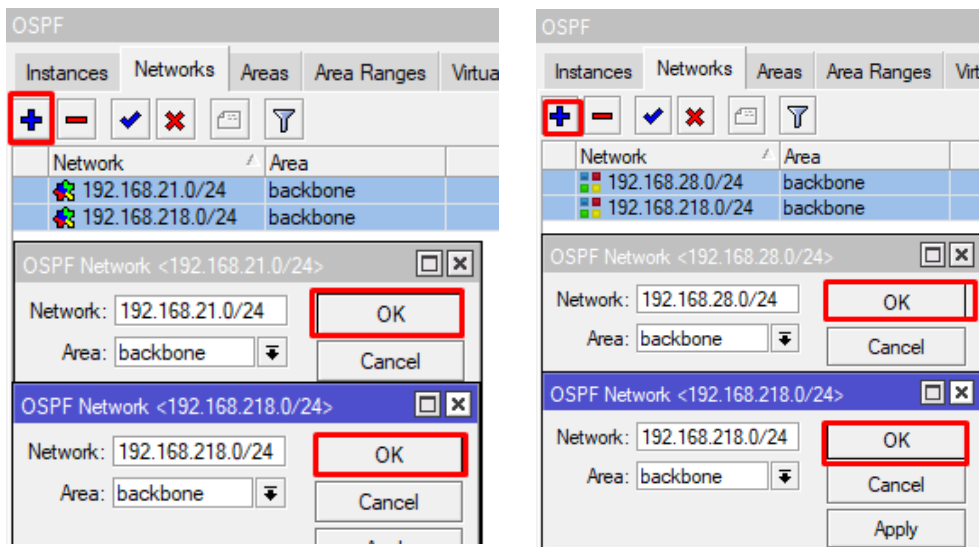 OSPF
Instances Networks Areas Area Ranges Virtua
Network Area
192.168.21.0/24 backbone
192.168.218.0/24 backbone
OSPF Network <192.168.21.0/24>
Network: 192.168.21.0/24 OK
Area: backbone Cancel
OSPF Network <192.168.218.0/24>
Network: 192.168.218.0/24 OK
Area: backbone Cancel
OSPF
Instances Networks Areas Area Ranges Virt
Network Area
192.168.28.0/24 backbone
192.168.218.0/24 backbone
OSPF Network <192.168.28.0/24>
Network: 192.168.28.0/24 OK
Area: backbone Cancel
OSPF Network <192.168.218.0/24>
Network: 192.168.218.0/24 OK
Area: backbone Cancel
Apply